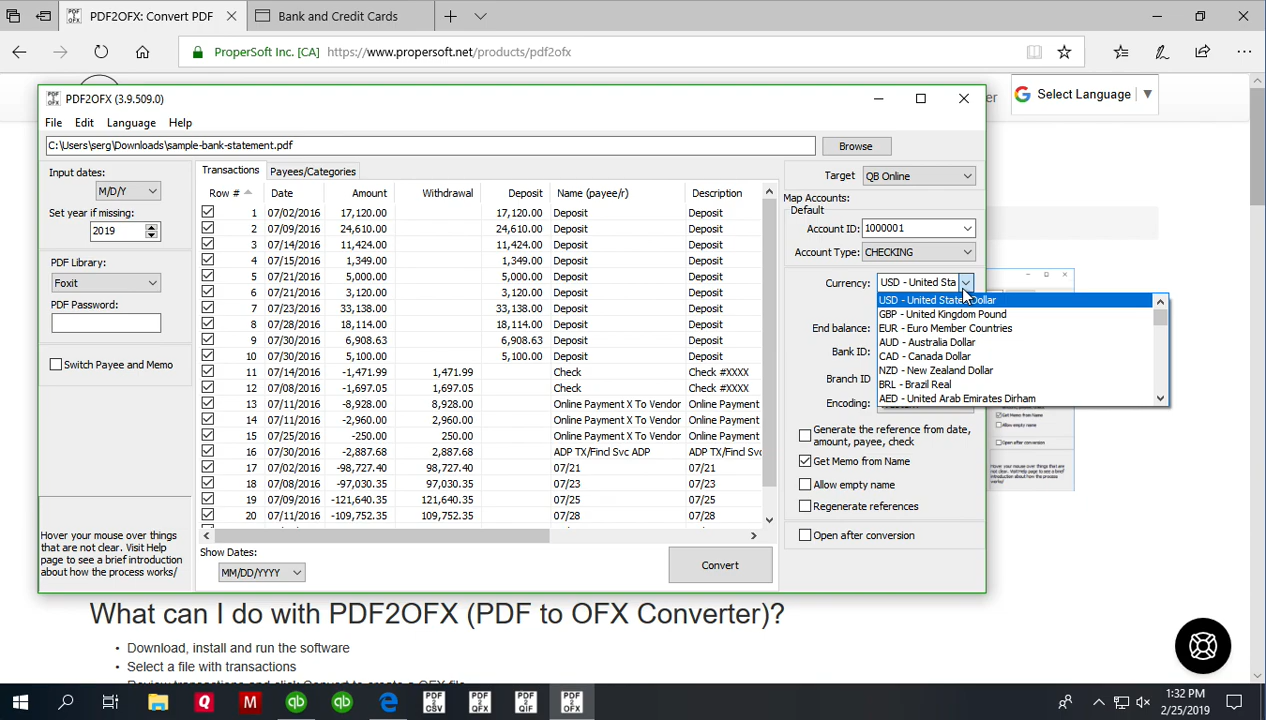 PDF2OFX: Convert PDF
Bank and Credit Cards
ProperSoft Inc. [CA] https://www.propersoft.net/products/pdf2ofx
er
Select Language
PDF2OFX (3.9.509.0)
File Edit Language Help
C:\Users\serg\Downloads\sample-bank-statement.pdf Browse
Input dates:
M/D/Y
Set year if missing:
2019
PDF Library:
Foxit
PDF Password:
Switch Payee and Memo
Hover your mouse over things
that are not clear. Visit Help
page to see a brief introduction
about how the process works/
Transactions Payees/Categories
Row # Date Amount Withdrawal Deposit Name (payee/r) Description
1 07/02/2016 17,120.00 17,120.00 Deposit Deposit
2 07/09/2016 24,610.00 24,610.00 Deposit Deposit
3 07/14/2016 11,424.00 11,424.00 Deposit Deposit
4 07/15/2016 1,349.00 1,349.00 Deposit Deposit
5 07/21/2016 5,000.00 5,000.00 Deposit Deposit
6 07/21/2016 3,120.00 3,120.00 Deposit Deposit
7 07/23/2016 33,138.00 33,138.00 Deposit Deposit
8 07/28/2016 18,114.00 18,114.00 Deposit Deposit
9 07/30/2016 6,908.63 6,908.63 Deposit Deposit
10 07/30/2016 5,100.00 5,100.00 Deposit Deposit
11 07/14/2016 -1,471.99 1,471.99 Check Check #XXXX
12 07/08/2016 -1,697.05 1,697.05 Check Check #XXXX
13 07/11/2016 -8,928.00 8,928.00 Online Payment X To Vendor Online Payment
14 07/11/2016 -2,960.00 2,960.00 Online Payment X To Vendor Online Payment
15 07/25/2016 -250.00 250.00 Online Payment X To Vendor Online Payment
16 07/02/2016 -2,887.68 2,887.68 ADP TX/Find Svc ADP ADP TX/Find Svc
17 07/02/2016 -98,727.40 98,727.40 07/21 07/21
18 07/08/2016 -97,030.35 97,030.35 07/23 07/23
19 07/09/2016 -121,640.35 121,640.35 07/25 07/25
20 07/11/2016 -109,752.35 109,752.35 07/28 07/28
Show Dates:
MM/DD/YYYY
Convert
Target QB Online
Map Accounts:
Default
Account ID: 1000001
Account Type: CHECKING
Currency: USD - United Sta
USD - United States Dollar
GBP - United Kingdom Pound
EUR - Euro Member Countries
AUD - Australia Dollar
CAD - Canada Dollar
NZD - New Zealand Dollar
BRL - Brazil Real
AED - United Arab Emirates Dirham
End balance:
Bank ID:
Branch ID
Encoding:
Generate the reference from date,
amount, payee, check
Get Memo from Name
Allow empty name
Regenerate references
Open after conversion
What can I do with PDF2OFX (PDF to OFX Converter)?
Download, install and run the software
Select a file with transactions
PDF 2 CSV
PDF 2 QFX
PDF 2 QIF
PDF 2 OFX
1:32 PM
2/25/2019